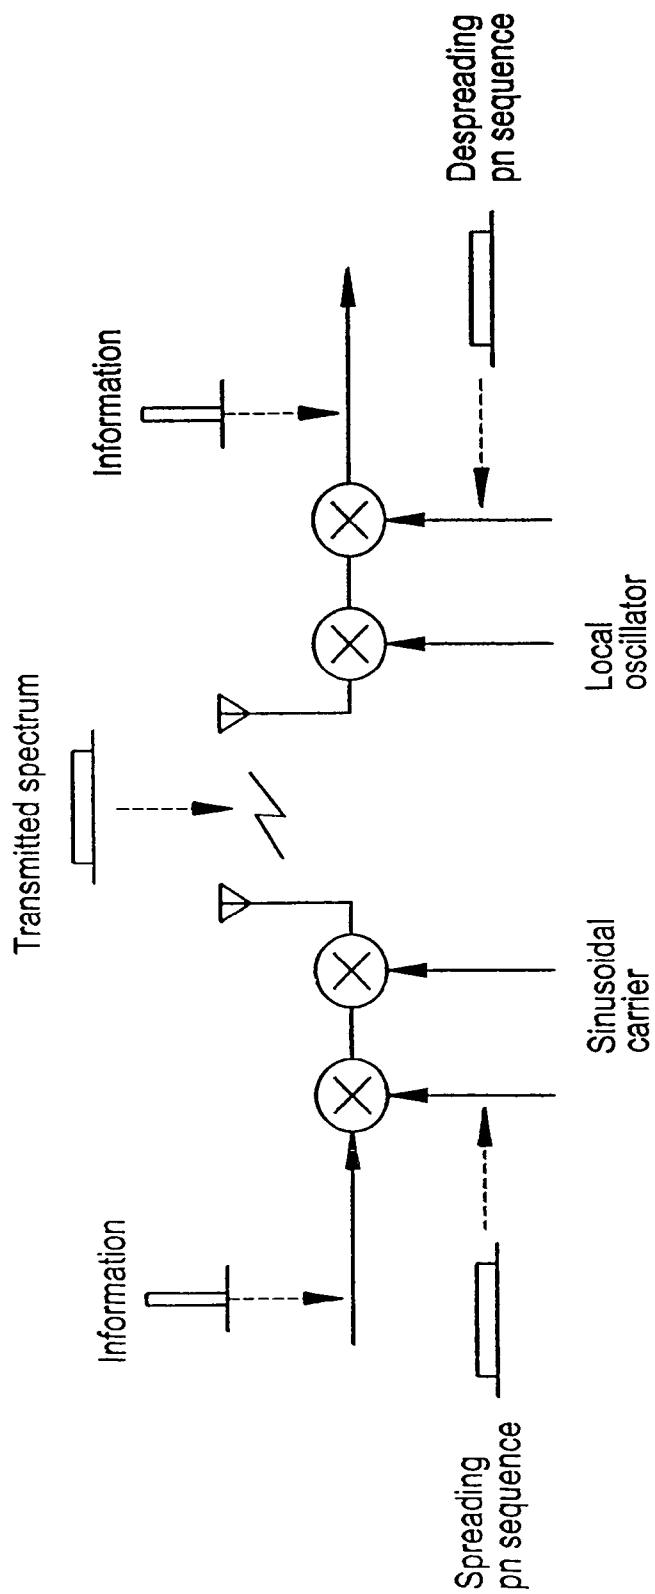 Transmitted spectrum
Information
Information
Spreading
pn sequence
Sinusoidal
carrier
Local
oscillator
Despreading
pn sequence